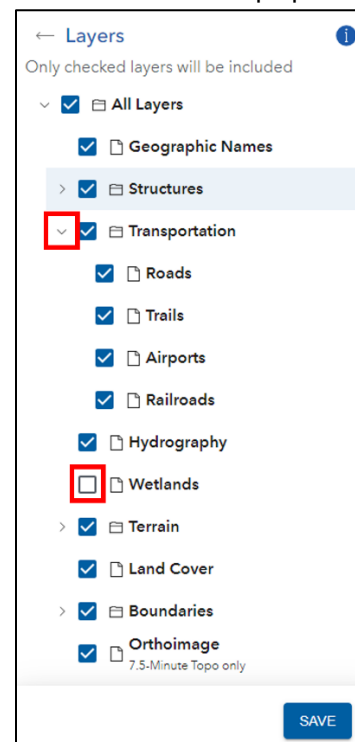 ← Layers
Only checked layers will be included
All Layers
Geographic Names
Structures
Transportation
Roads
Trails
Airports
Railroads
Hydrography
Wetlands
Terrain
Land Cover
Boundaries
Orthoimage
7.5-Minute Topo only
SAVE